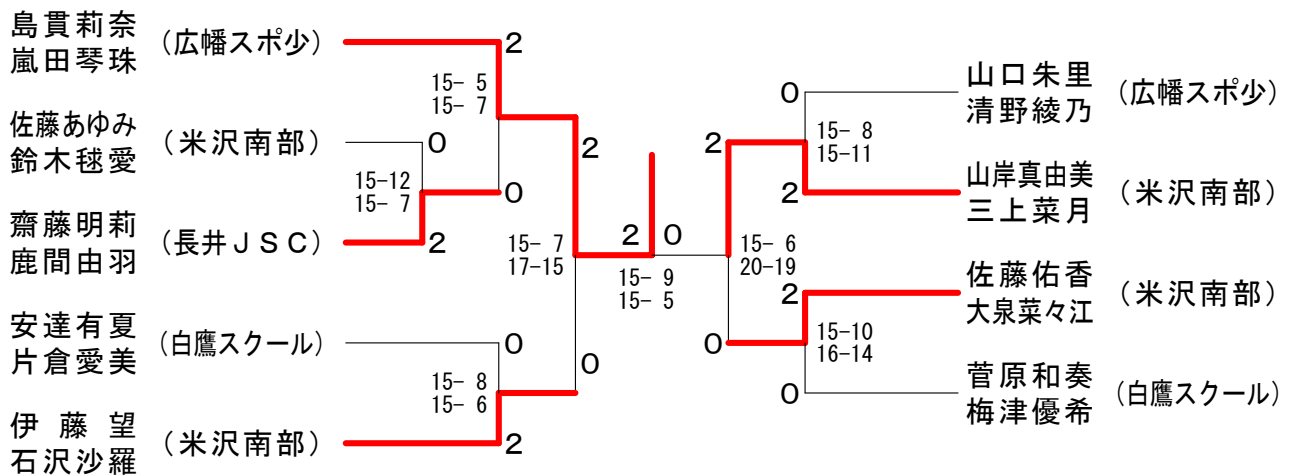 島貫莉奈
嵐田琴珠
(広幡スポ少)
2
15- 5
15- 7
佐藤あゆみ
鈴木毬愛
(米沢南部)
0
15-12
15- 7
0
齋藤明莉
鹿間由羽
(長井ＪＳＣ)
2
2
15- 7
17-15
安達有夏
片倉愛美
(白鷹スクール)
0
15- 8
15- 6
0
伊藤望
石沢沙羅
(米沢南部)
2
2 0
15- 9
15- 5
0
山口朱里
清野綾乃
(広幡スポ少)
15- 8
15-11
2
2
山岸真由美
三上菜月
(米沢南部)
15- 6
20-19
2
佐藤佑香
大泉菜々江
(米沢南部)
0
15-10
16-14
0
菅原和奏
梅津優希
(白鷹スクール)